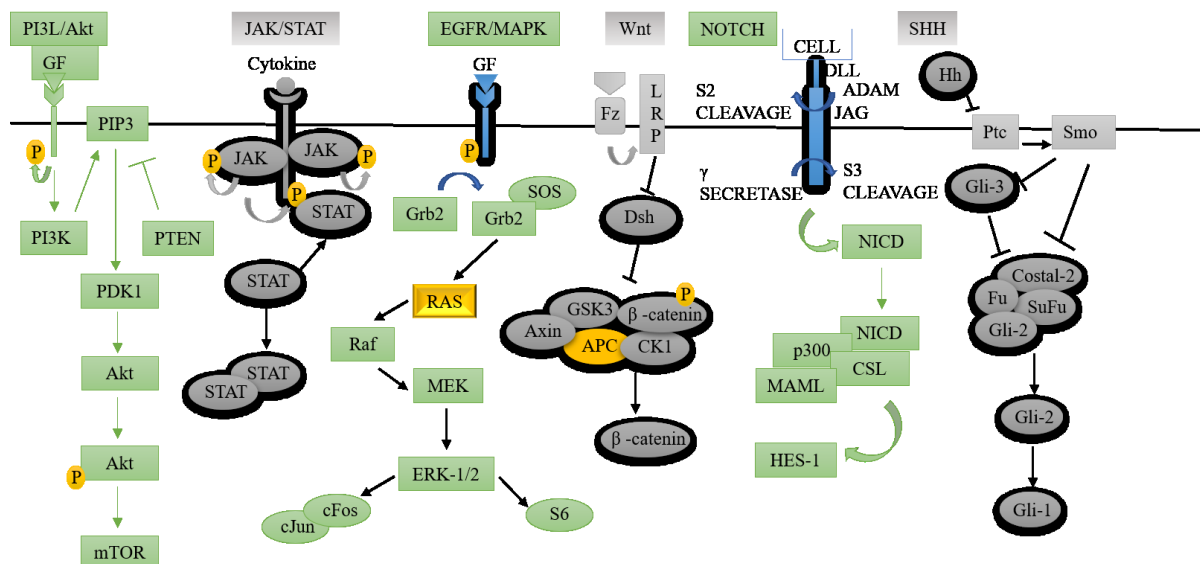 PI3L/Akt
GF
P
PIP3
PI3K
PTEN
PDK1
Akt
Akt
P
mTOR
JAK/STAT
Cytokine
JAK
JAK
P
P
P
STAT
STAT
STAT
STAT
EGFR/MAPK
GF
P
Grb2
SOS
Grb2
RAS
Raf
MEK
ERK-1/2
cFos
cJun
S6
Wnt
Fz
L
R
P
Dsh
GSK3
P
β -catenin
Axin
APC
CK1
β -catenin
NOTCH
CELL
DLL
S2
CLEAVAGE
ADAM
JAG
γ
SECRETASE
S3
CLEAVAGE
NICD
NICD
p300
CSL
MAML
HES-1
SHH
Hh
Ptc
Smo
Gli-3
Costal-2
Fu
SuFu
Gli-2
Gli-2
Gli-1